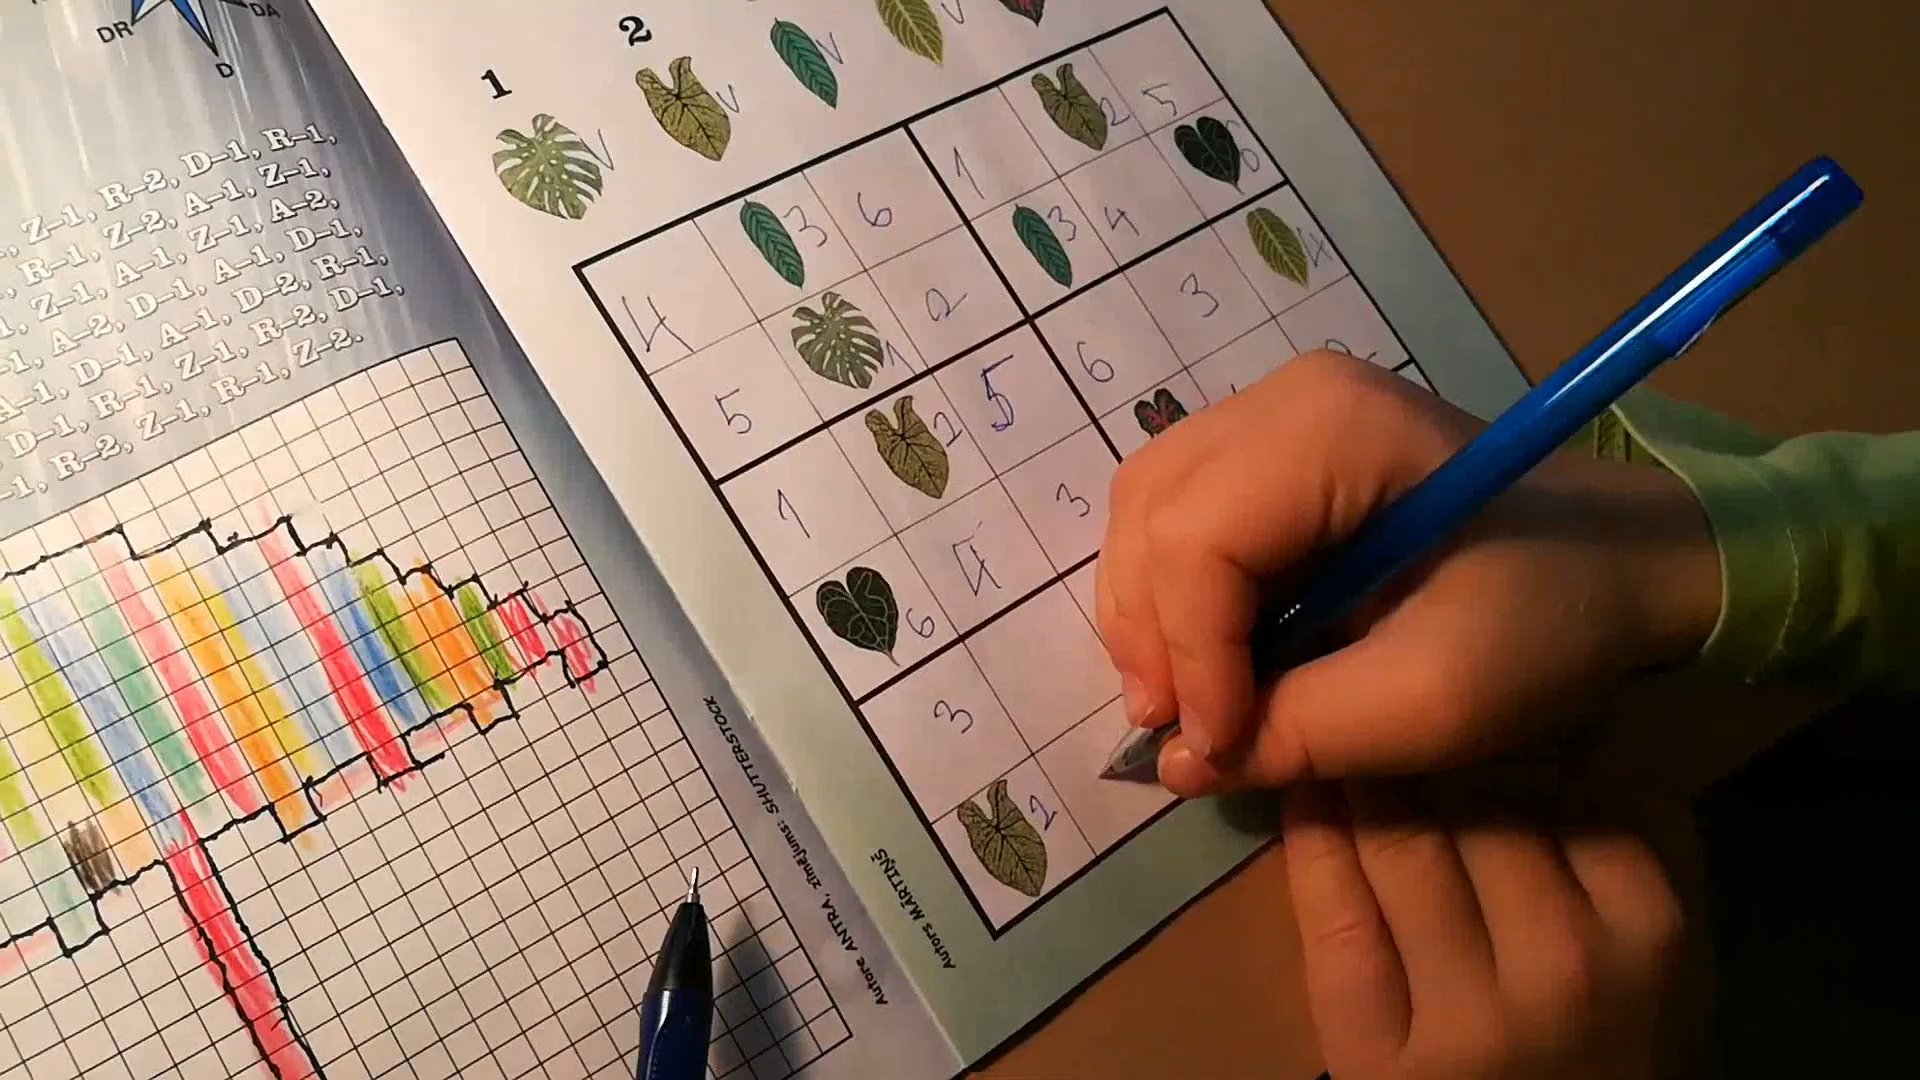 DR
DA
D
Z-1, R-2, D-1, R-1,
R-1, Z-2, A-1, Z-1,
Z-1, A-1, Z-1, A-2,
-1, A-2, D-1, A-1, D-1,
A-1, D-1, A-1, D-2, R-1,
D-1, R-1, Z-1, R-2, D-1,
-1, R-2, Z-1, R-1, Z-2.
1
2
V V V V
4 3 6 1 2 5
5 1 2 3 4 6
1 2 5 6 3 4
6 4 3
3
2
Autore ANTRA, zīmējums: SHUTTERSTOCK
Autors MĀRTIŅŠ